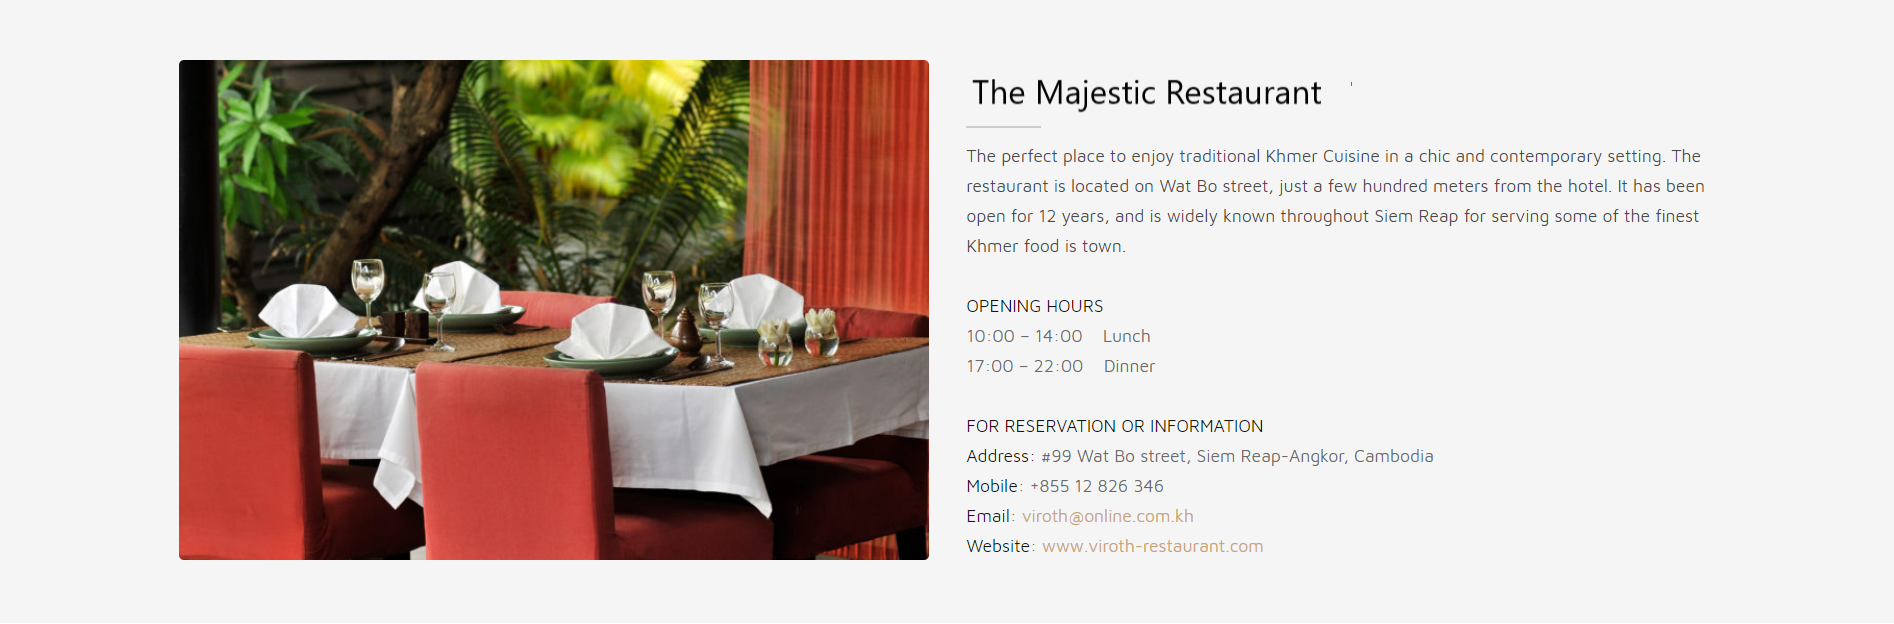 The Majestic Restaurant
The perfect place to enjoy traditional Khmer Cuisine in a chic and contemporary setting. The
restaurant is located on Wat Bo street, just a few hundred meters from the hotel. It has been
open for 12 years, and is widely known throughout Siem Reap for serving some of the finest
Khmer food is town.
OPENING HOURS
10:00 – 14:00 Lunch
17:00 – 22:00 Dinner
FOR RESERVATION OR INFORMATION
Address: #99 Wat Bo street, Siem Reap-Angkor, Cambodia
Mobile: +855 12 826 346
Email: viroth@online.com.kh
Website: www.viroth-restaurant.com